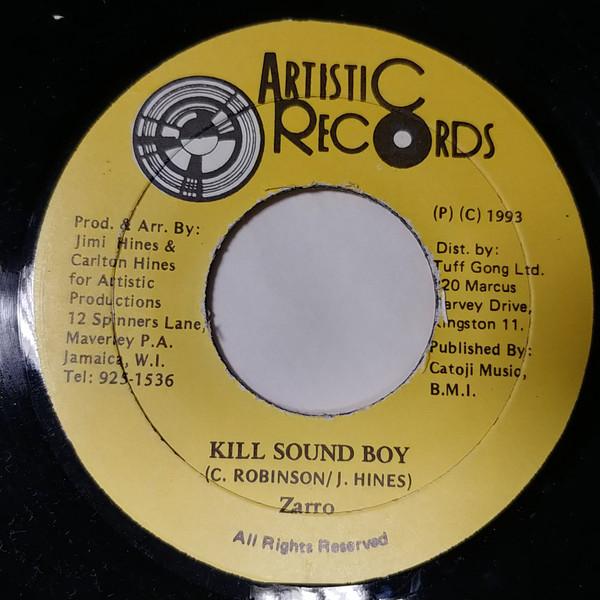 ARTISTIC
RECORDS
Prod. & Arr. By:
Jimi Hines &
Carlton Hines
for Artistic
Productions
12 Spinners Lane,
Maverley P.A.
Jamaica, W.I.
Tel: 925-1536
(P) (C) 1993
Dist. by:
Tuff Gong Ltd.
220 Marcus
Garvey Drive,
Kingston 11.
Published By:
Catoji Music,
B.M.I.
KILL SOUND BOY
(C. ROBINSON/J. HINES)
Zarro
All Rights Reserved